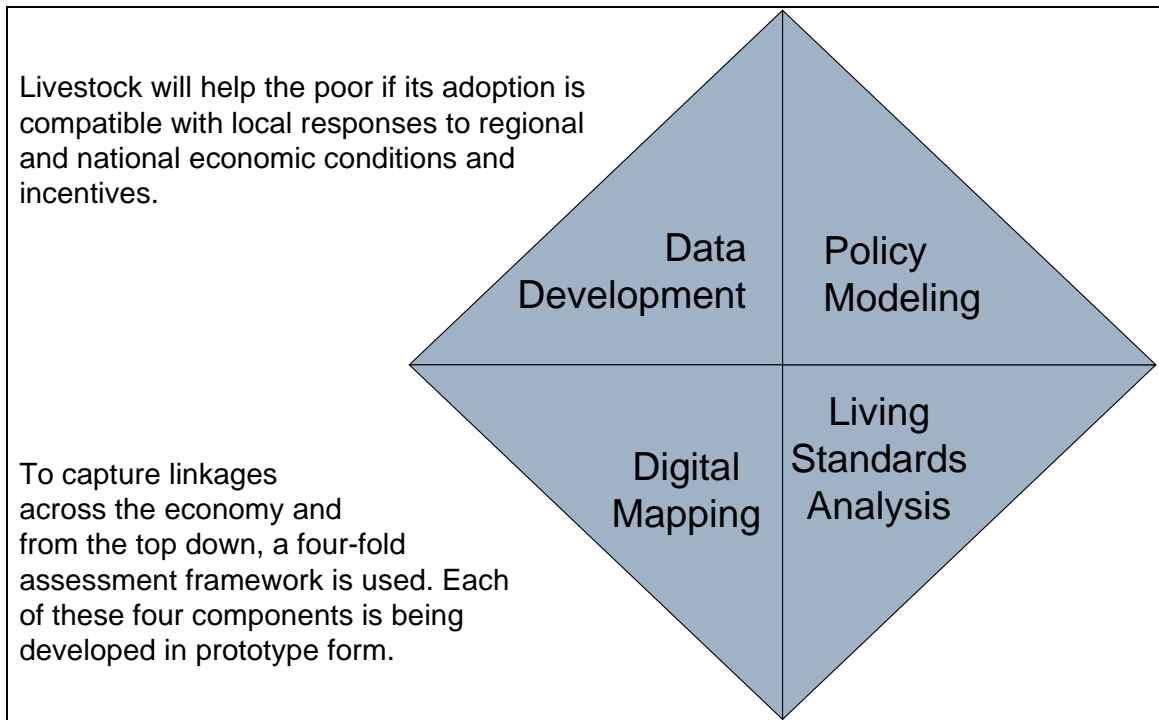 Livestock will help the poor if its adoption is
compatible with local responses to regional
and national economic conditions and
incentives.
Data
Development
Policy
Modeling
To capture linkages
across the economy and
from the top down, a four-fold
assessment framework is used. Each
of these four components is being
developed in prototype form.
Digital
Mapping
Living
Standards
Analysis